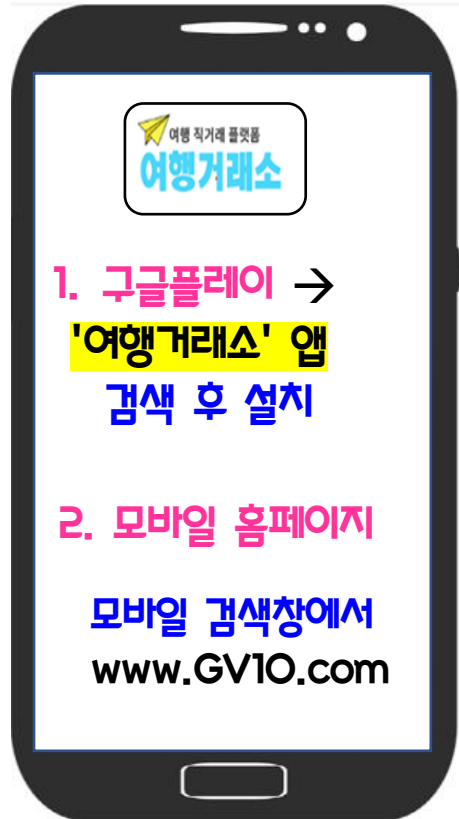 여행 직거래 플랫폼
여행거래소
1. 구글플레이 →
'여행거래소' 앱
검색 후 설치
2. 모바일 홈페이지
모바일 검색창에서
www.GV10.com